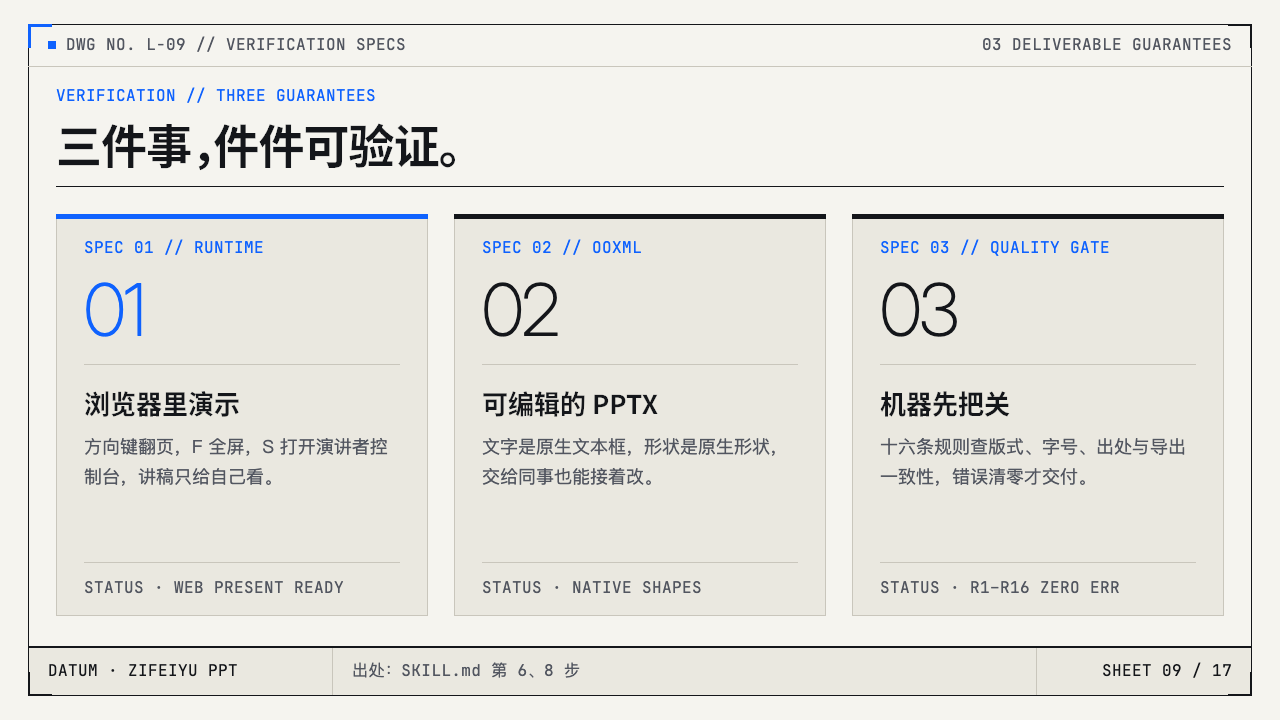 DWG NO. L-09 // VERIFICATION SPECS
03 DELIVERABLE GUARANTEES
VERIFICATION // THREE GUARANTEES
三件事,件件可验证。
SPEC 01 // RUNTIME
01
浏览器里演示
方向键翻页，F 全屏，S 打开演讲者控
制台，讲稿只给自己看。
STATUS · WEB PRESENT READY
SPEC 02 // OOXML
02
可编辑的 PPTX
文字是原生文本框，形状是原生形状，
交给同事也能接着改。
STATUS · NATIVE SHAPES
SPEC 03 // QUALITY GATE
03
机器先把关
十六条规则查版式、字号、出处与导出
一致性，错误清零才交付。
STATUS · R1–R16 ZERO ERR
DATUM · ZIFEIYU PPT
出处：SKILL.md 第 6、8 步
SHEET 09 / 17